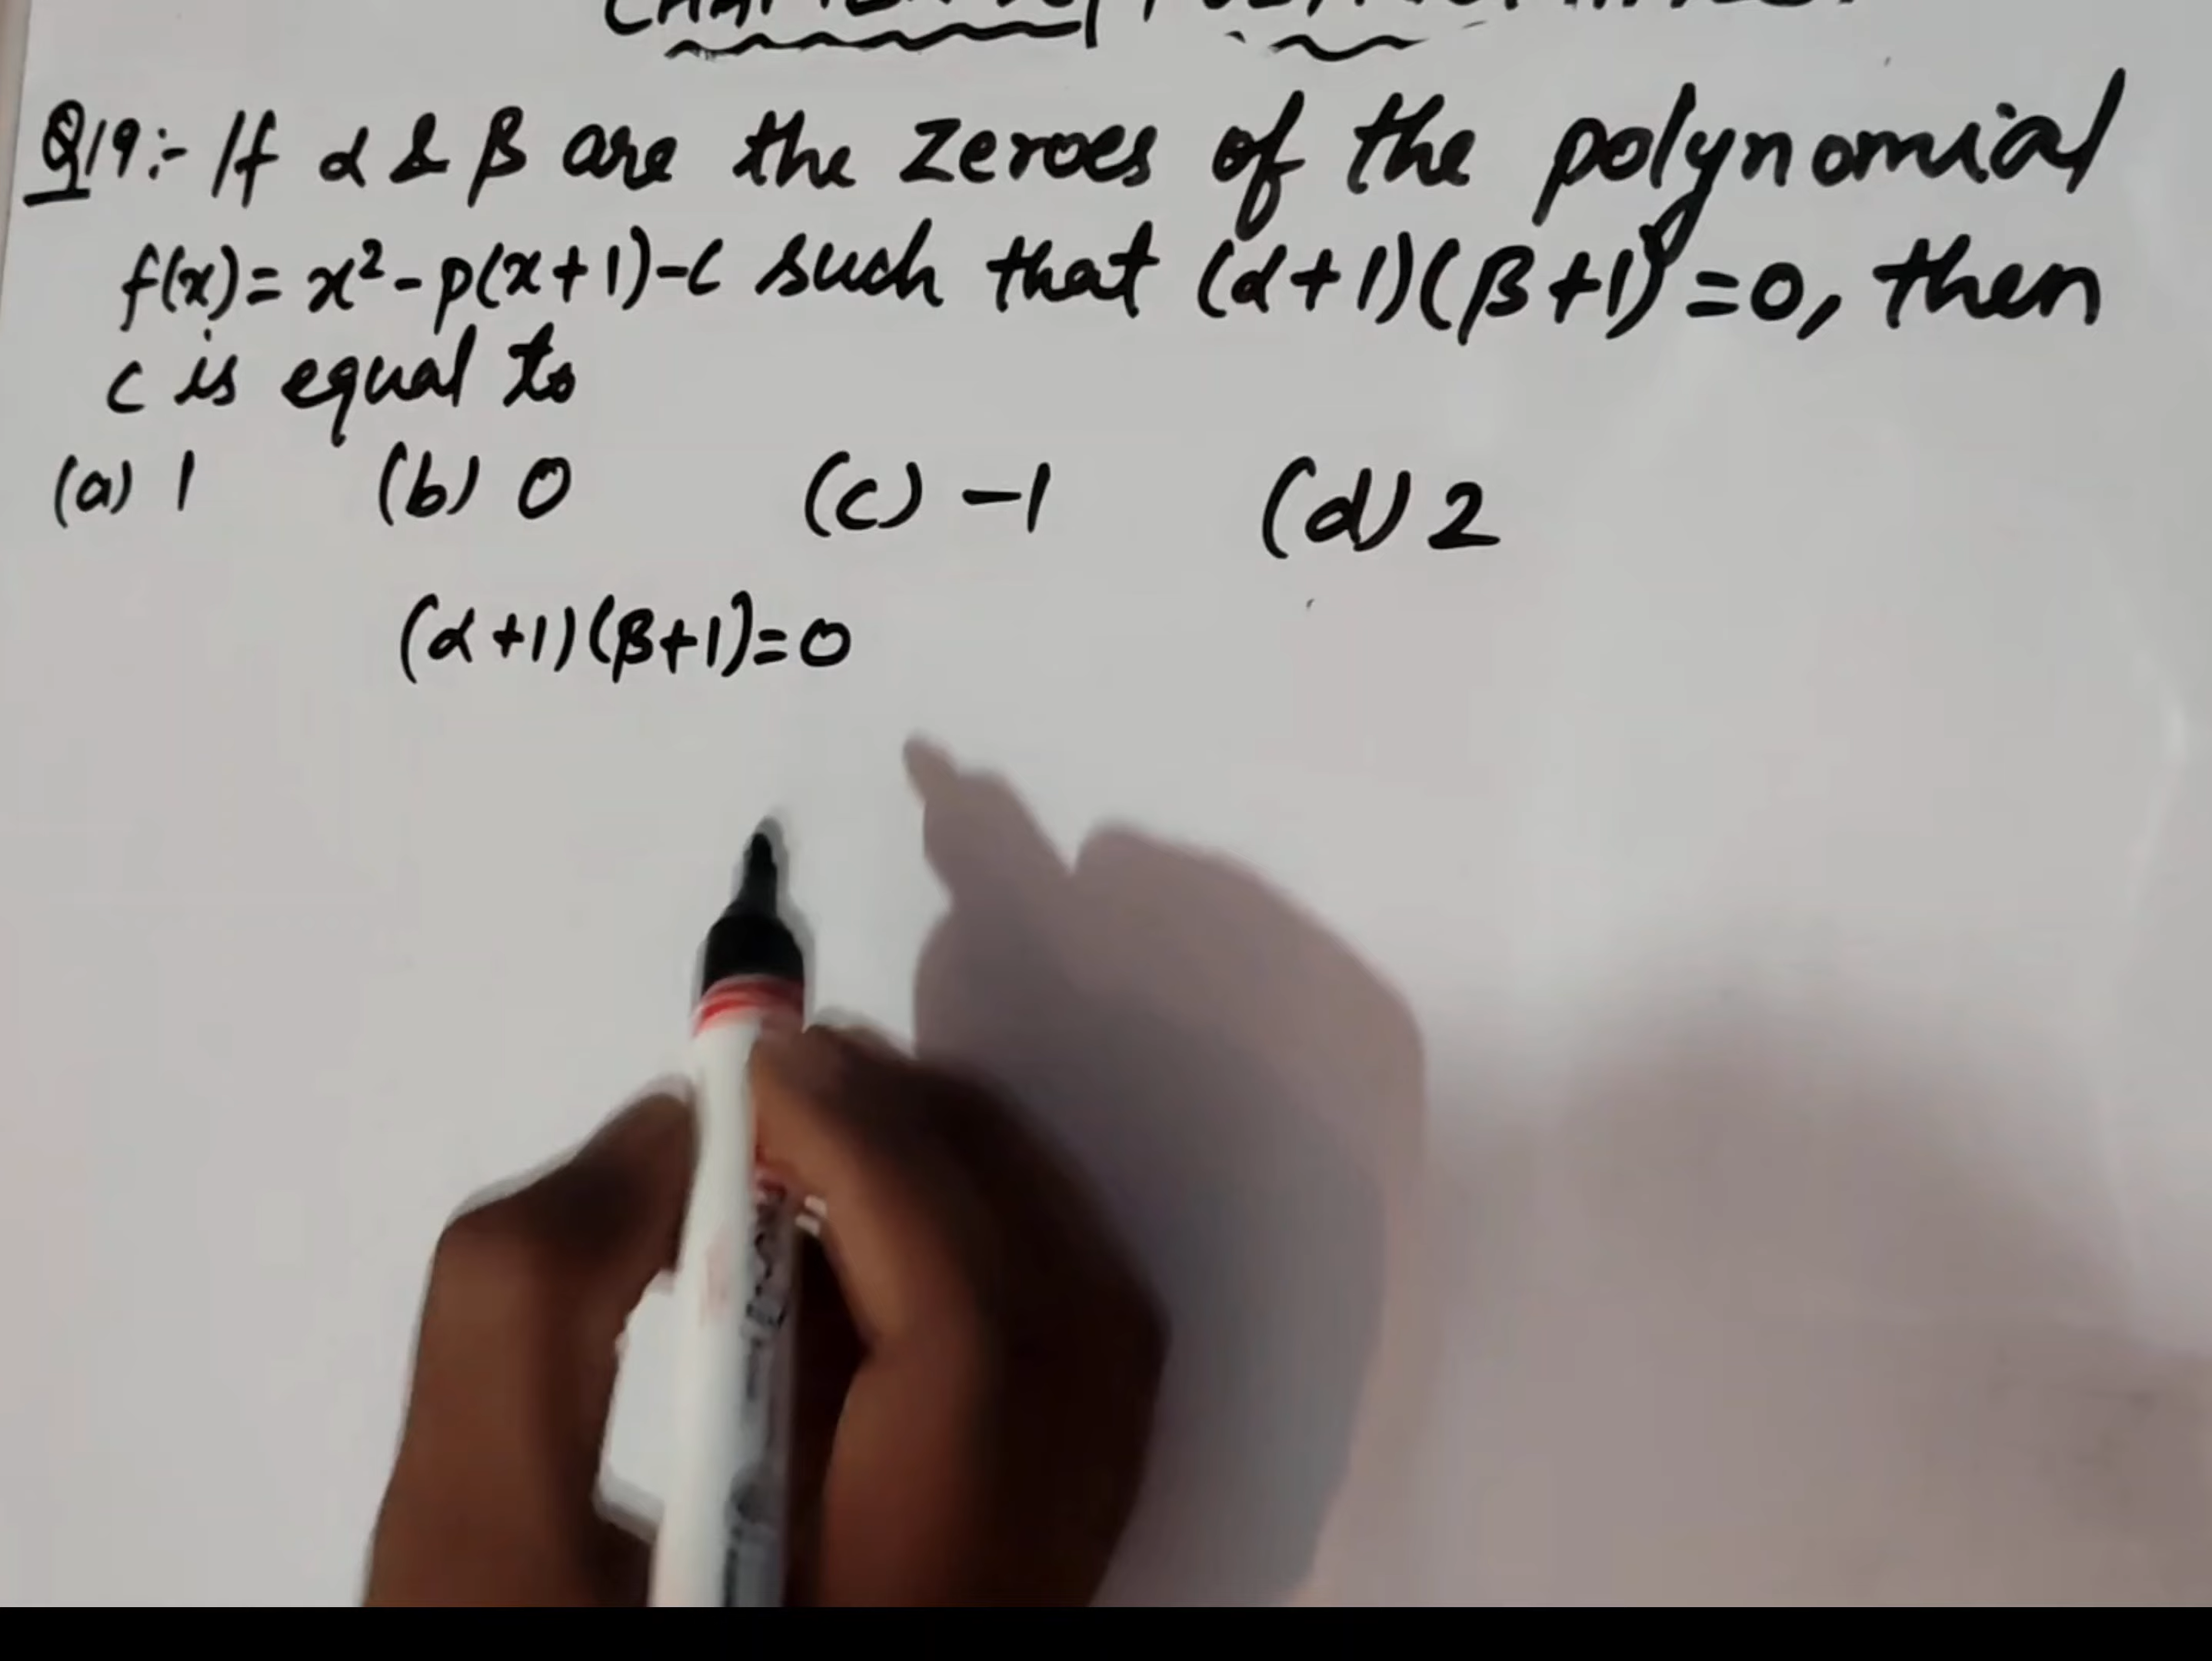 Q19:- If α & β are the zeroes of the polynomial
f(x)= x²-p(x+1)-c such that (α+1)(β+1)=0, then
c is equal to
(a) 1 (b) 0 (c) -1 (d) 2
(α+1)(β+1)=0